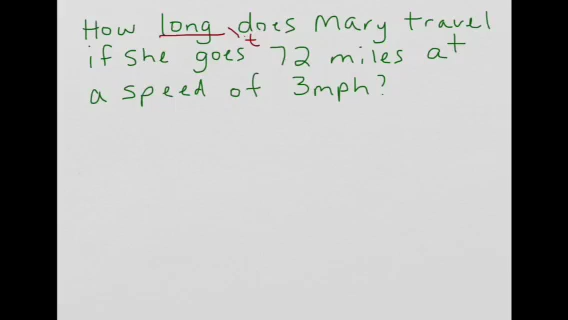 How long does Mary travel
t
if she goes 72 miles at
a speed of 3mph?